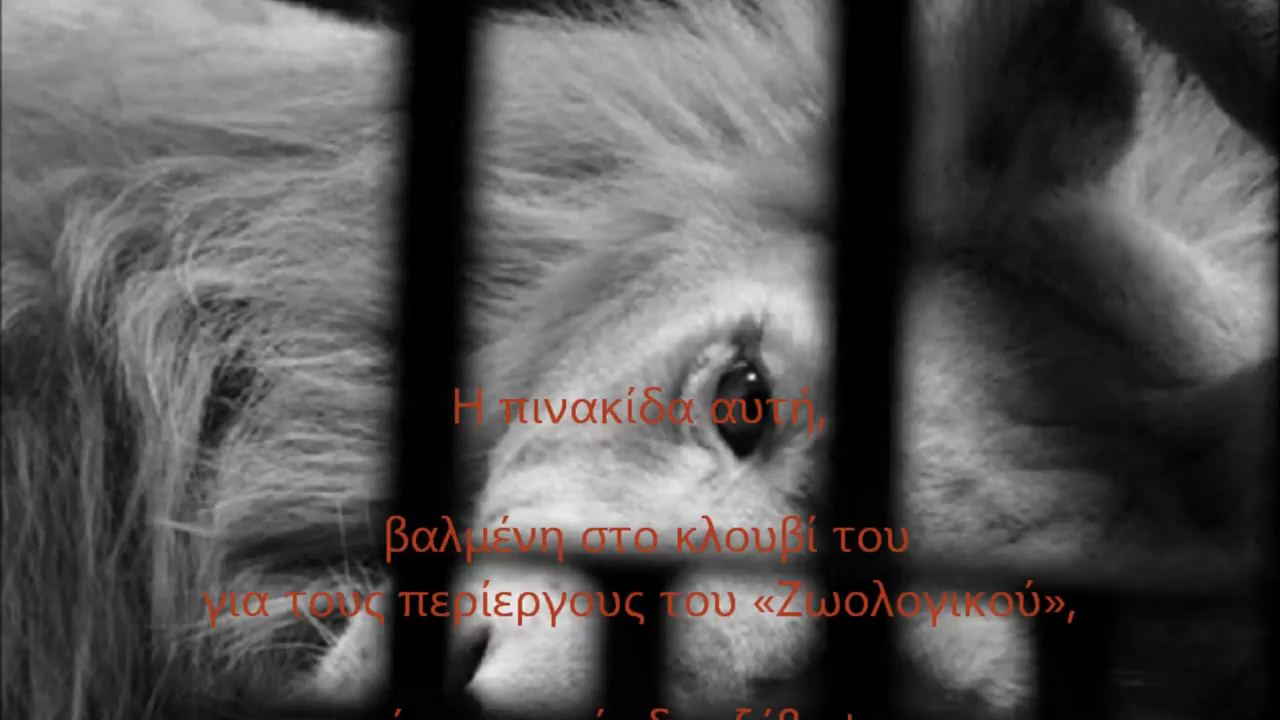 Η πινακίδα αυτή,
βαλμένη στο κλουβί του
για τους περίεργους του «Ζωολογικού»,